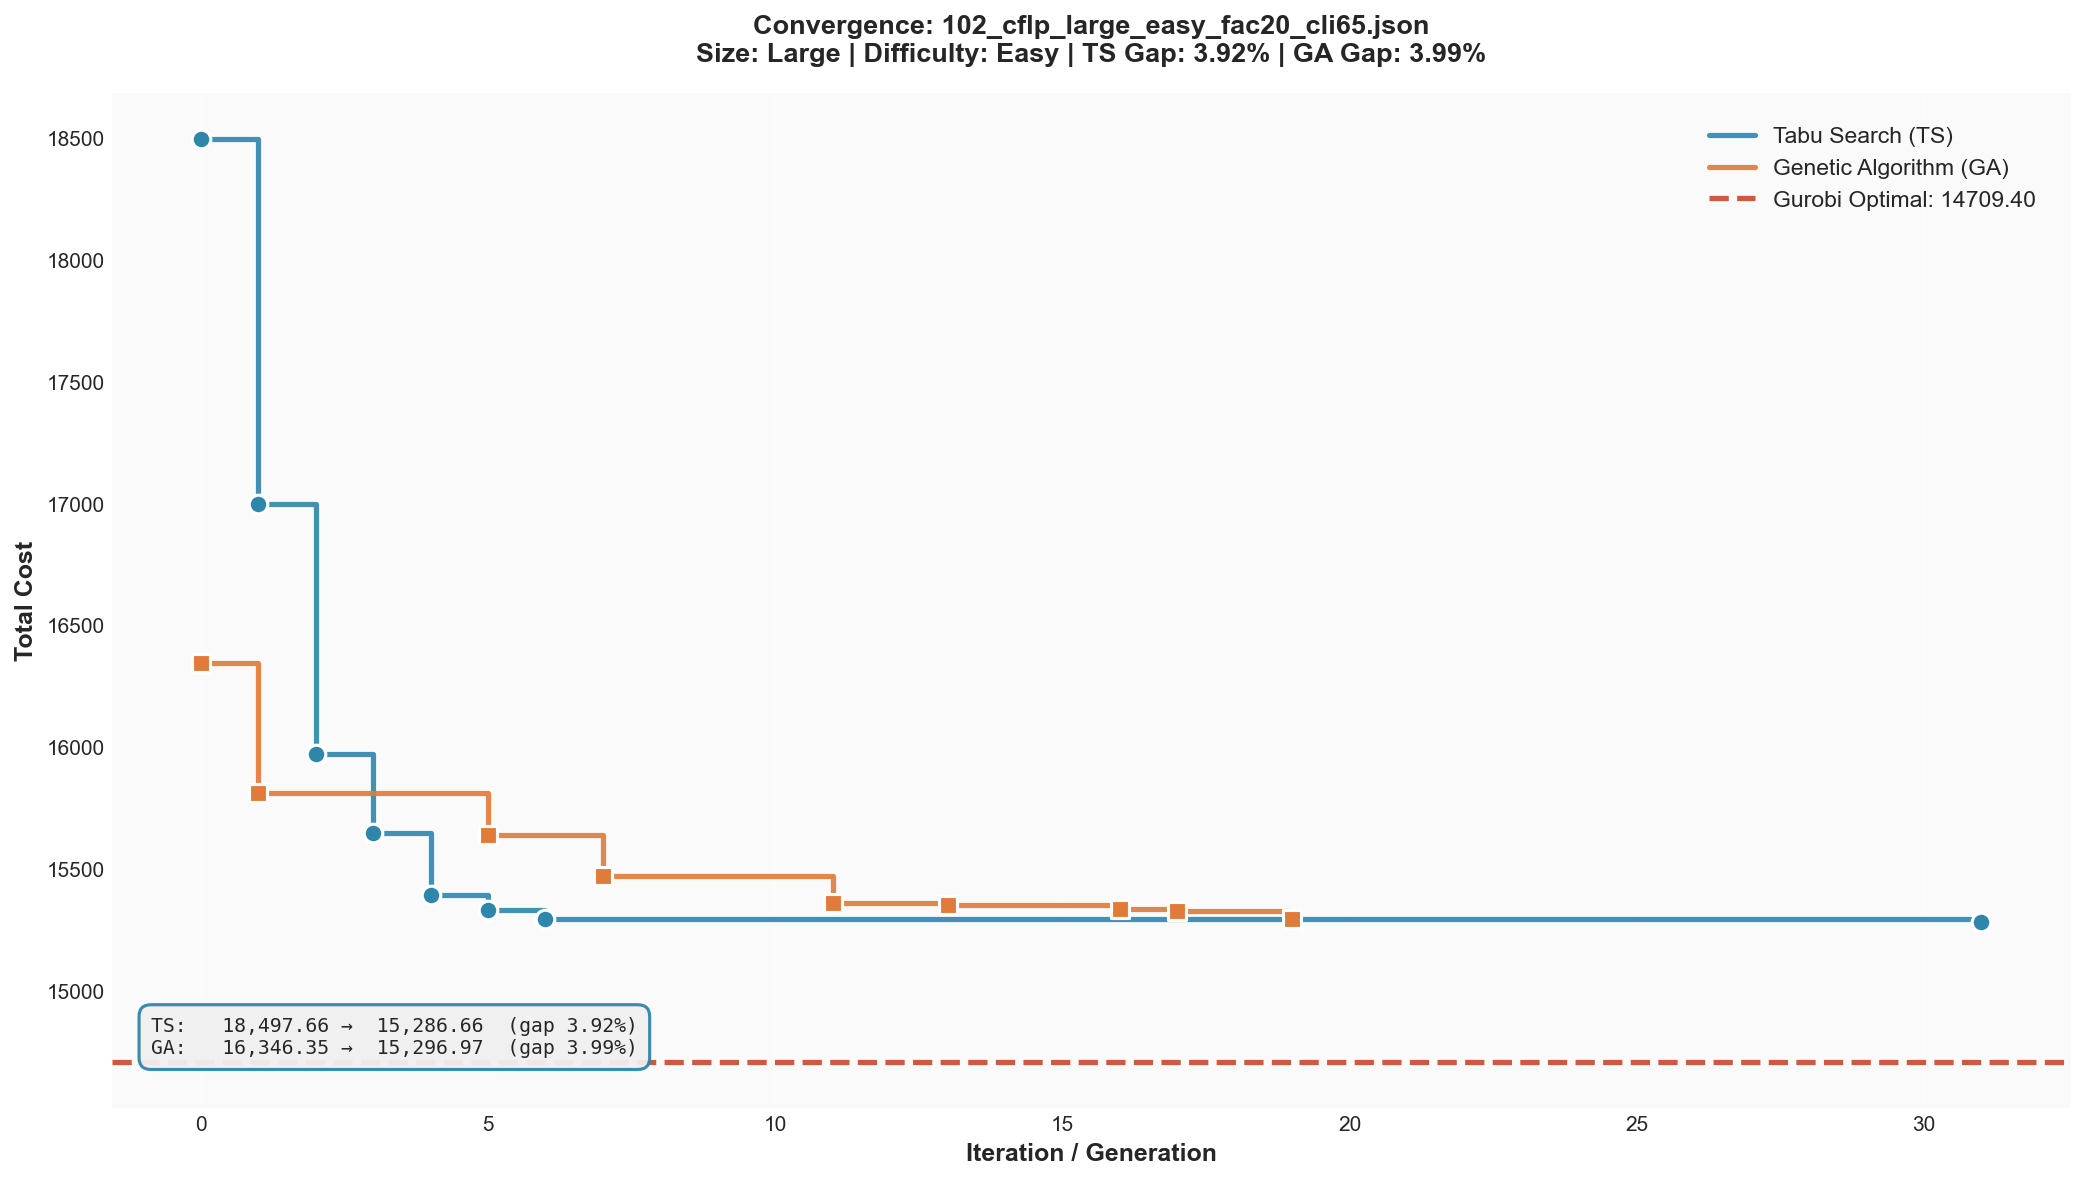 Convergence: 102_cflp_large_easy_fac20_cli65.json
Size: Large | Difficulty: Easy | TS Gap: 3.92% | GA Gap: 3.99%
Tabu Search (TS)
Genetic Algorithm (GA)
Gurobi Optimal: 14709.40
Total Cost
18500
18000
17500
17000
16500
16000
15500
15000
TS: 18,497.66 → 15,286.66 (gap 3.92%)
GA: 16,346.35 → 15,296.97 (gap 3.99%)
0 5 10 15 20 25 30
Iteration / Generation